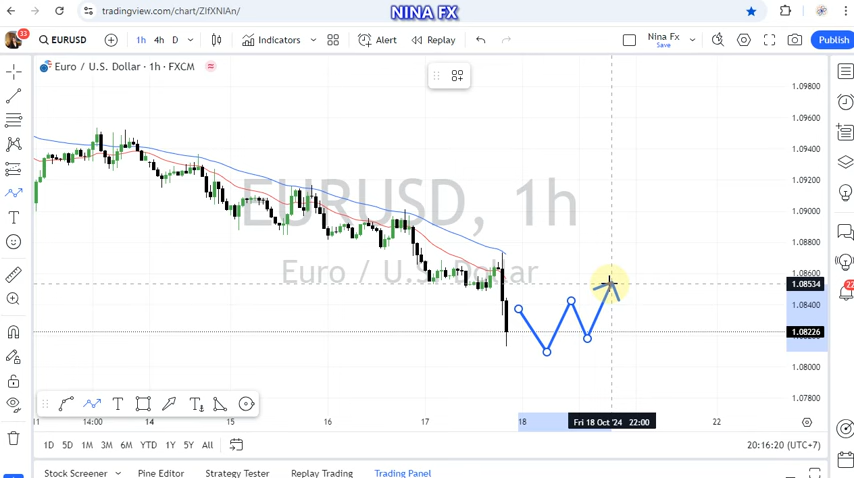 NINA FX
tradingview.com/chart/ZIfXNIAn/
33
EURUSD
1h 4h D
Indicators
Alert
Replay
Nina Fx
Save
Publish
Euro / U.S. Dollar · 1h · FXCM
EURUSD, 1h
Euro / U.S. Dollar
1.09800
1.09600
1.09400
1.09200
1.09000
1.08800
1.08600
1.08534
1.08400
1.08226
1.08000
1.07800
22
11 14:00 14 15 16 17 18 Fri 18 Oct '24 22:00 22
1D 5D 1M 3M 6M YTD 1Y 5Y All
20:16:20 (UTC+7)
Stock Screener Pine Editor Strategy Tester Replay Trading Trading Panel